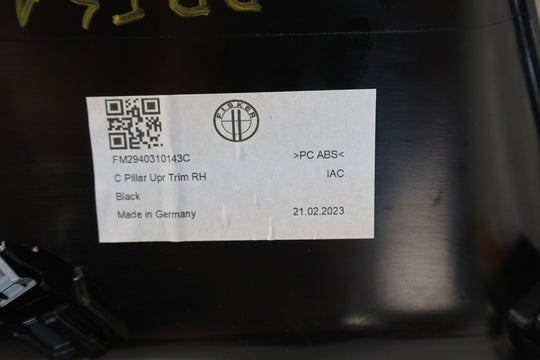 FISKER
FM2940310143C
>PC ABS<
C Pillar Upr Trim RH
IAC
Black
Made in Germany
21.02.2023